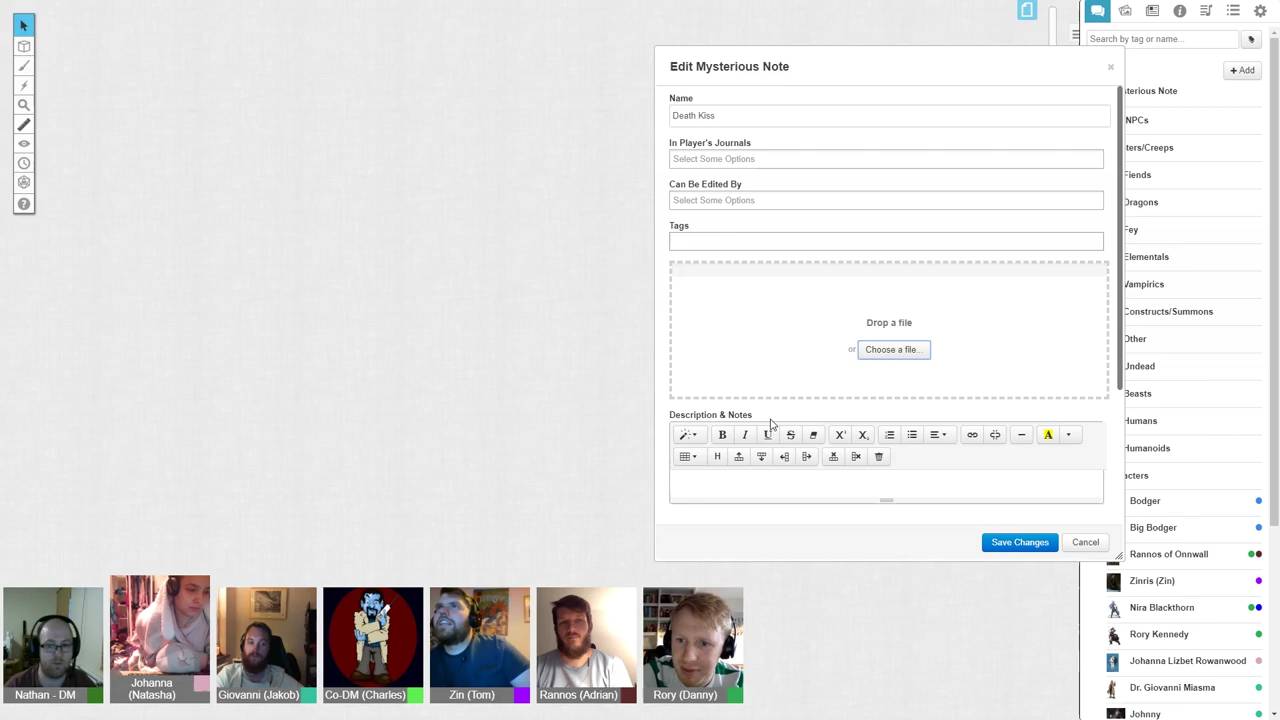 Search by tag or name...
Edit Mysterious Note
×
+ Add
Name
sterious Note
Death Kiss
NPCs
In Player's Journals
ters/Creeps
Select Some Options
Fiends
Can Be Edited By
Select Some Options
Dragons
Tags
Fey
Elementals
Vampirics
Constructs/Summons
Drop a file
Other
or Choose a file...
Undead
Beasts
Description & Notes
Humans
B I U S X¹ X, A
Humanoids
H
acters
Bodger
Big Bodger
Save Changes Cancel
Rannos of Onnwall
Zinris (Zin)
Nira Blackthorn
Rory Kennedy
Johanna Lizbet Rowanwood
Dr. Giovanni Miasma
Johnny
Nathan - DM
Johanna
(Natasha)
Giovanni (Jakob)
Co-DM (Charles)
Zin (Tom)
Rannos (Adrian)
Rory (Danny)